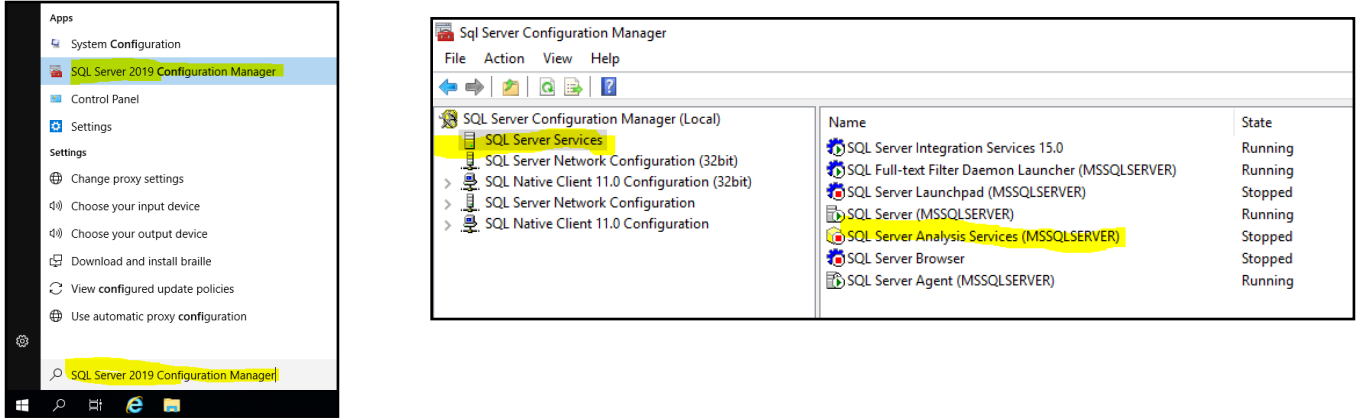 Apps
System Configuration
SQL Server 2019 Configuration Manager
Control Panel
Settings
Settings
Change proxy settings
Choose your input device
Choose your output device
Download and install braille
View configured update policies
Use automatic proxy configuration
SQL Server 2019 Configuration Manager
Sql Server Configuration Manager
File Action View Help
SQL Server Configuration Manager (Local)
SQL Server Services
SQL Server Network Configuration (32bit)
SQL Native Client 11.0 Configuration (32bit)
SQL Server Network Configuration
SQL Native Client 11.0 Configuration
Name State
SQL Server Integration Services 15.0 Running
SQL Full-text Filter Daemon Launcher (MSSQLSERVER) Running
SQL Server Launchpad (MSSQLSERVER) Stopped
SQL Server (MSSQLSERVER) Running
SQL Server Analysis Services (MSSQLSERVER) Stopped
SQL Server Browser Stopped
SQL Server Agent (MSSQLSERVER) Running